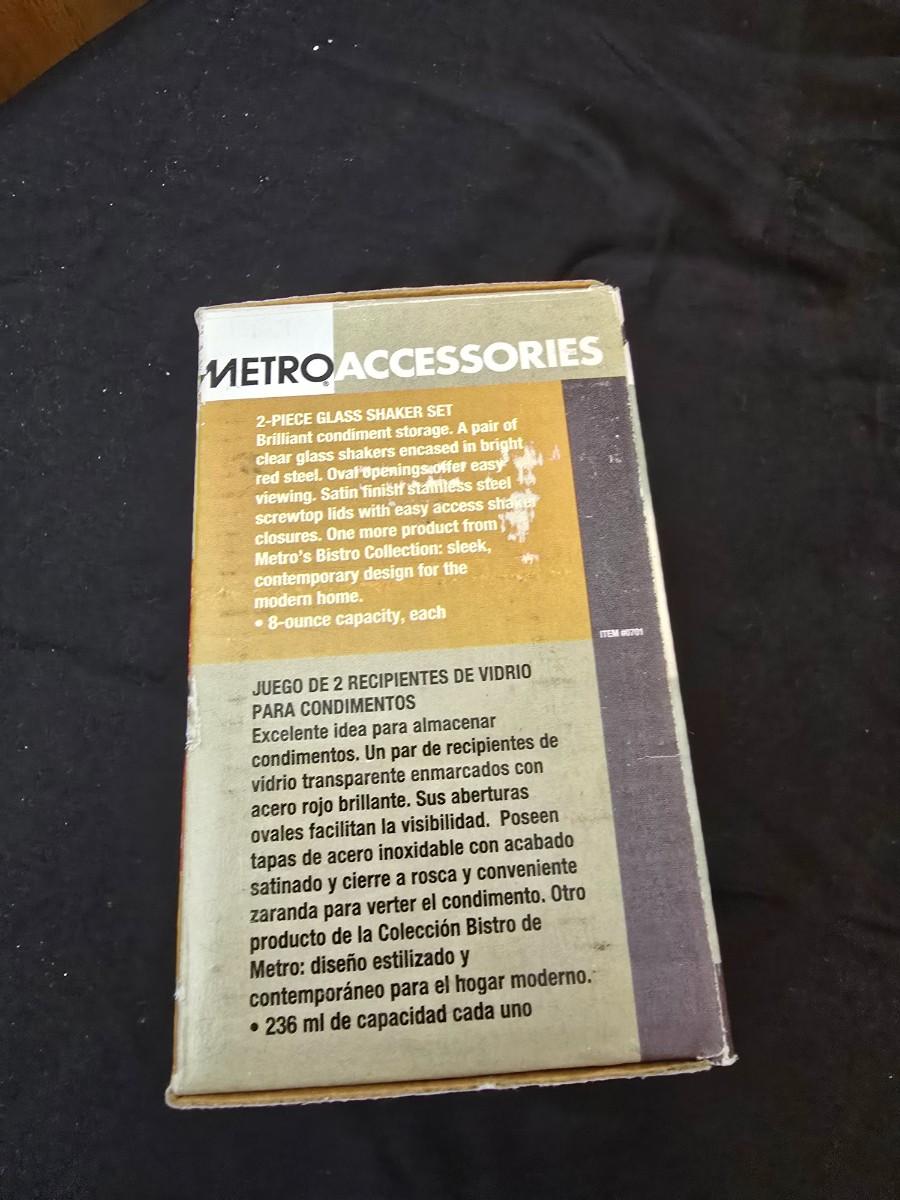 METRO®ACCESSORIES
2-PIECE GLASS SHAKER SET
Brilliant condiment storage. A pair of
clear glass shakers encased in bright
red steel. Oval openings offer easy
viewing. Satin finish stainless steel
screwtop lids with easy access shaker
closures. One more product from
Metro's Bistro Collection: sleek,
contemporary design for the
modern home.
• 8-ounce capacity, each
ITEM #0701
JUEGO DE 2 RECIPIENTES DE VIDRIO
PARA CONDIMENTOS
Excelente idea para almacenar
condimentos. Un par de recipientes de
vidrio transparente enmarcados con
acero rojo brillante. Sus aberturas
ovales facilitan la visibilidad. Poseen
tapas de acero inoxidable con acabado
satinado y cierre a rosca y conveniente
zaranda para verter el condimento. Otro
producto de la Colección Bistro de
Metro: diseño estilizado y
contemporáneo para el hogar moderno.
• 236 ml de capacidad cada uno